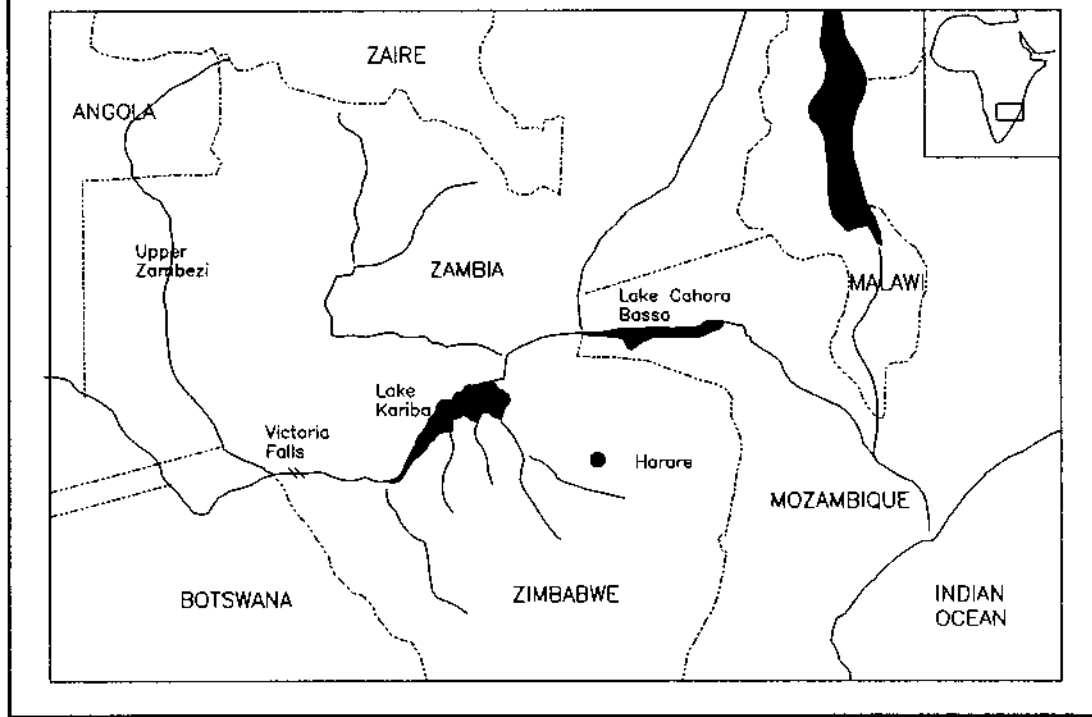 ZAIRE
ANGOLA
Upper
Zambezi
ZAMBIA
MALAWI
Lake Cahora
Bassa
Lake
Kariba
Victoria
Falls
Harare
MOZAMBIQUE
BOTSWANA
ZIMBABWE
INDIAN
OCEAN